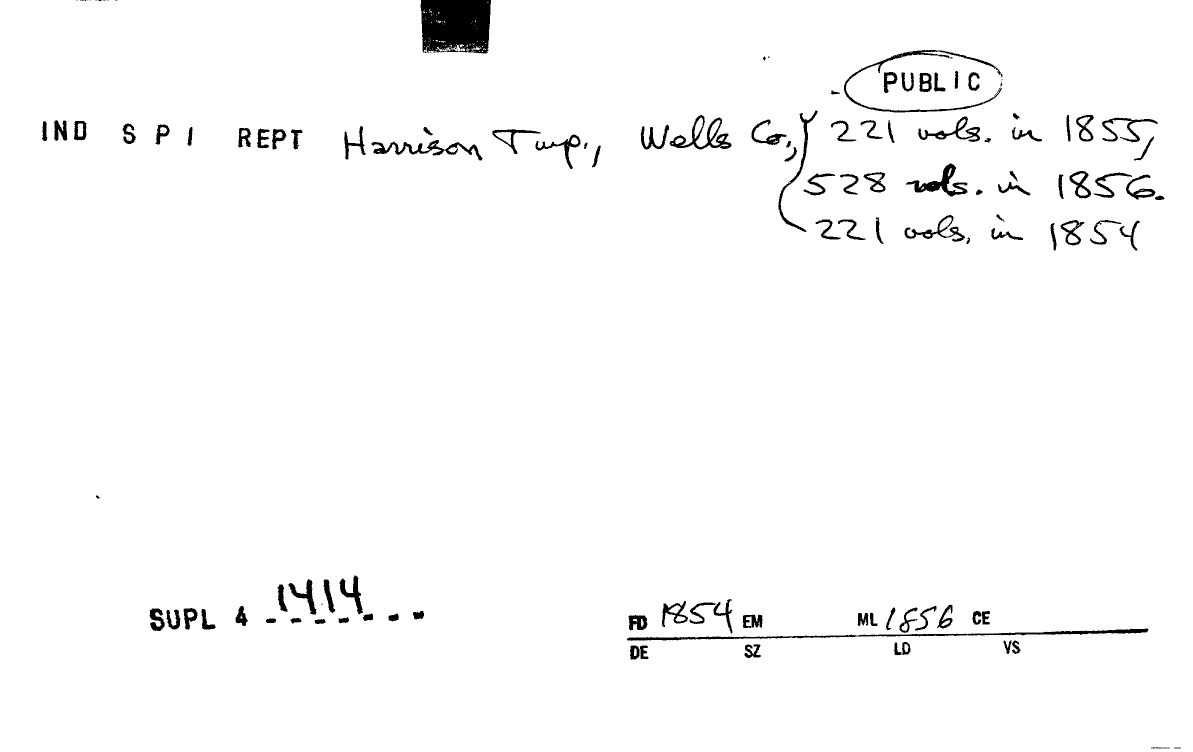 PUBLIC
IND S P I REPT Harrison Twp., Wells Co., 221 vols. in 1855,
528 vols. in 1856.
221 vols. in 1854
SUPL 4 1414
FD 1854 EM ML 1856 CE
DE SZ LD VS